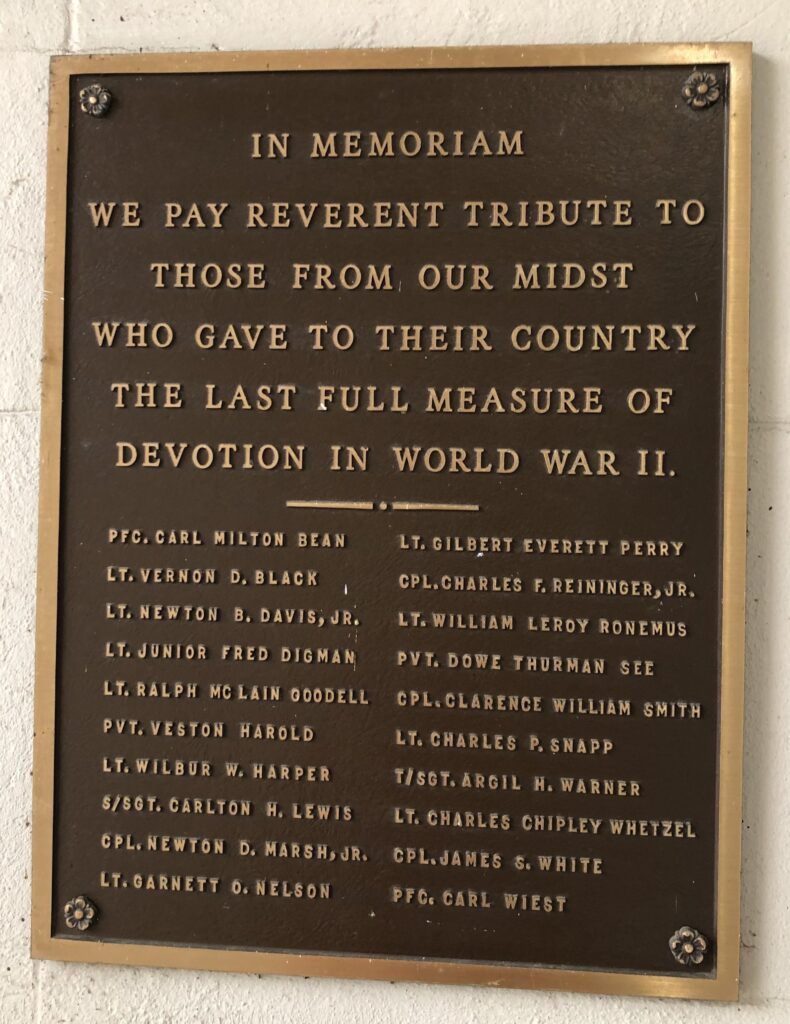 IN MEMORIAM
WE PAY REVERENT TRIBUTE TO
THOSE FROM OUR MIDST
WHO GAVE TO THEIR COUNTRY
THE LAST FULL MEASURE OF
DEVOTION IN WORLD WAR II.
PFC. CARL MILTON BEAN
LT. VERNON D. BLACK
LT. NEWTON B. DAVIS, JR.
LT. JUNIOR FRED DIGMAN
LT. RALPH MCLAIN GOODELL
PVT. VESTON HAROLD
LT. WILBUR W. HARPER
S/SGT. CARLTON H. LEWIS
CPL. NEWTON D. MARSH, JR.
LT. GARNETT O. NELSON
LT. GILBERT EVERETT PERRY
CPL. CHARLES F. REININGER, JR.
LT. WILLIAM LEROY RONEMUS
PVT. DOWE THURMAN SEE
CPL. CLARENCE WILLIAM SMITH
LT. CHARLES P. SNAPP
T/SGT. ARGIL H. WARNER
LT. CHARLES CHIPLEY WHETZEL
CPL. JAMES S. WHITE
PFC. CARL WIEST